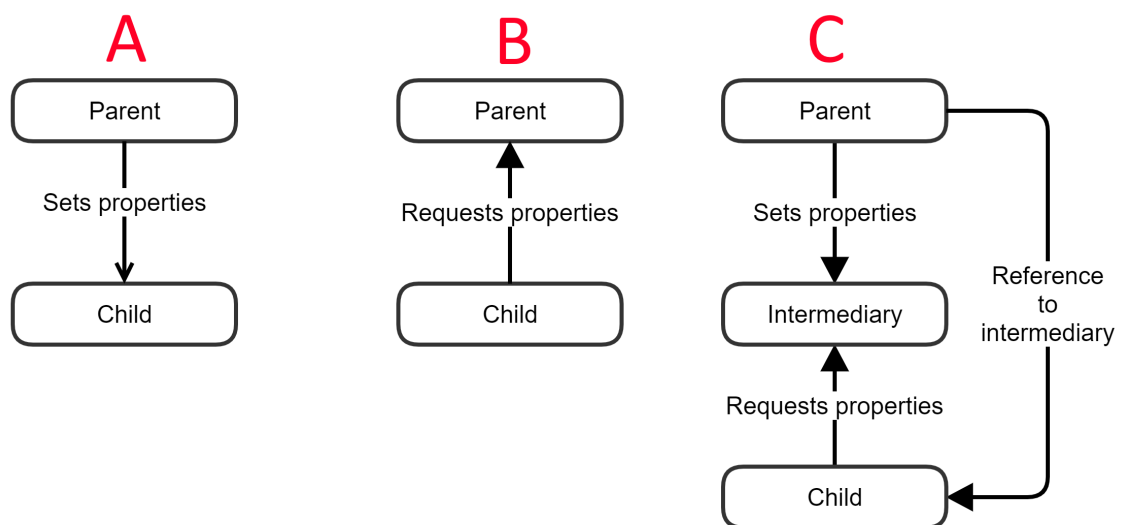 A
Parent
Sets properties
Child
B
Parent
Requests properties
Child
C
Parent
Sets properties
Intermediary
Requests properties
Child
Reference
to
intermediary